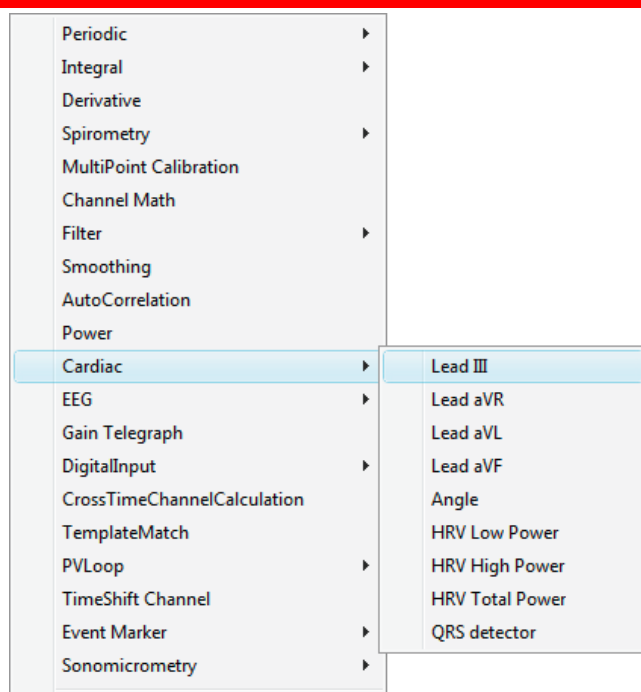 Periodic
Integral
Derivative
Spirometry
MultiPoint Calibration
Channel Math
Filter
Smoothing
AutoCorrelation
Power
Cardiac
EEG
Gain Telegraph
DigitalInput
CrossTimeChannelCalculation
TemplateMatch
PVLoop
TimeShift Channel
Event Marker
Sonomicrometry
Lead III
Lead aVR
Lead aVL
Lead aVF
Angle
HRV Low Power
HRV High Power
HRV Total Power
QRS detector